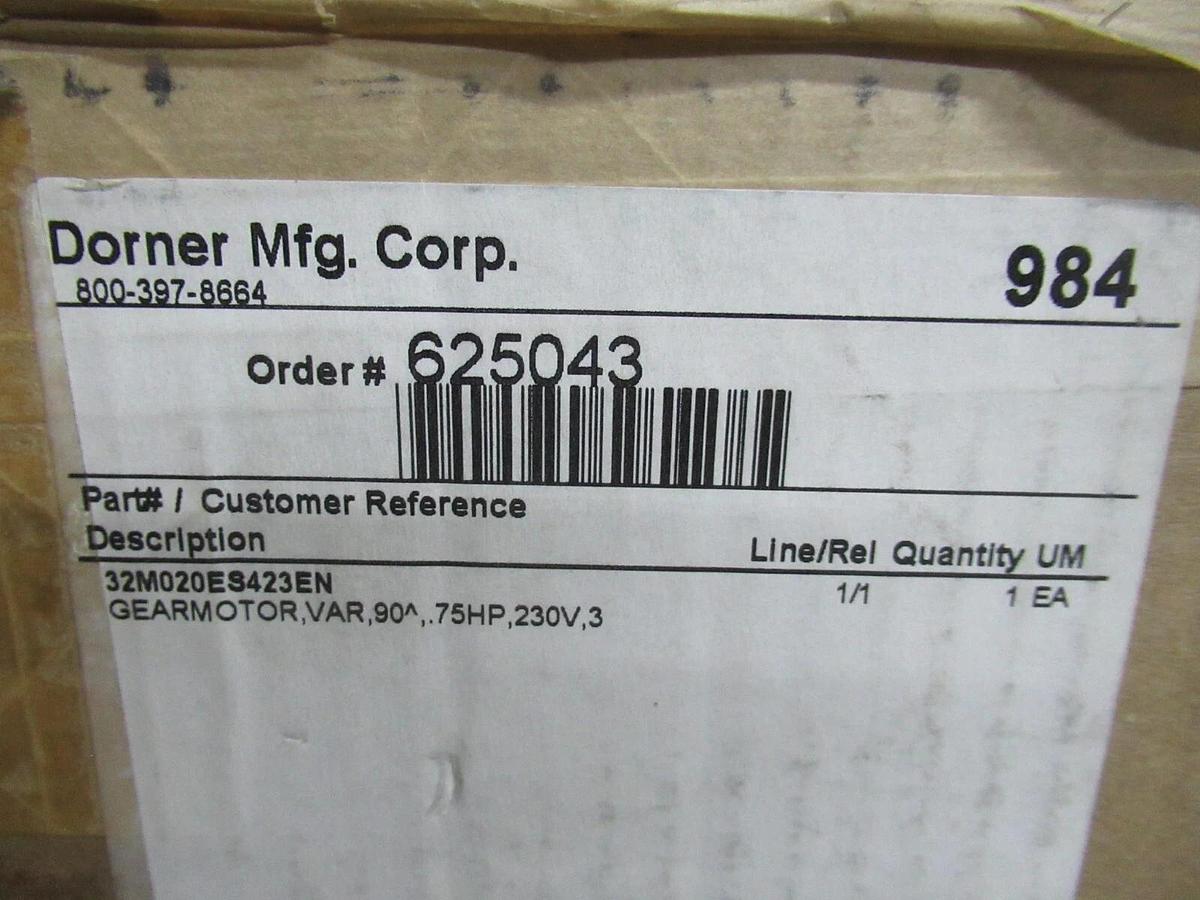 Dorner Mfg. Corp.
984
800-397-8664
Order # 625043
Part# / Customer Reference
Description
Line/Rel Quantity UM
32M020ES423EN
1/1 1 EA
GEARMOTOR,VAR,90^,.75HP,230V,3